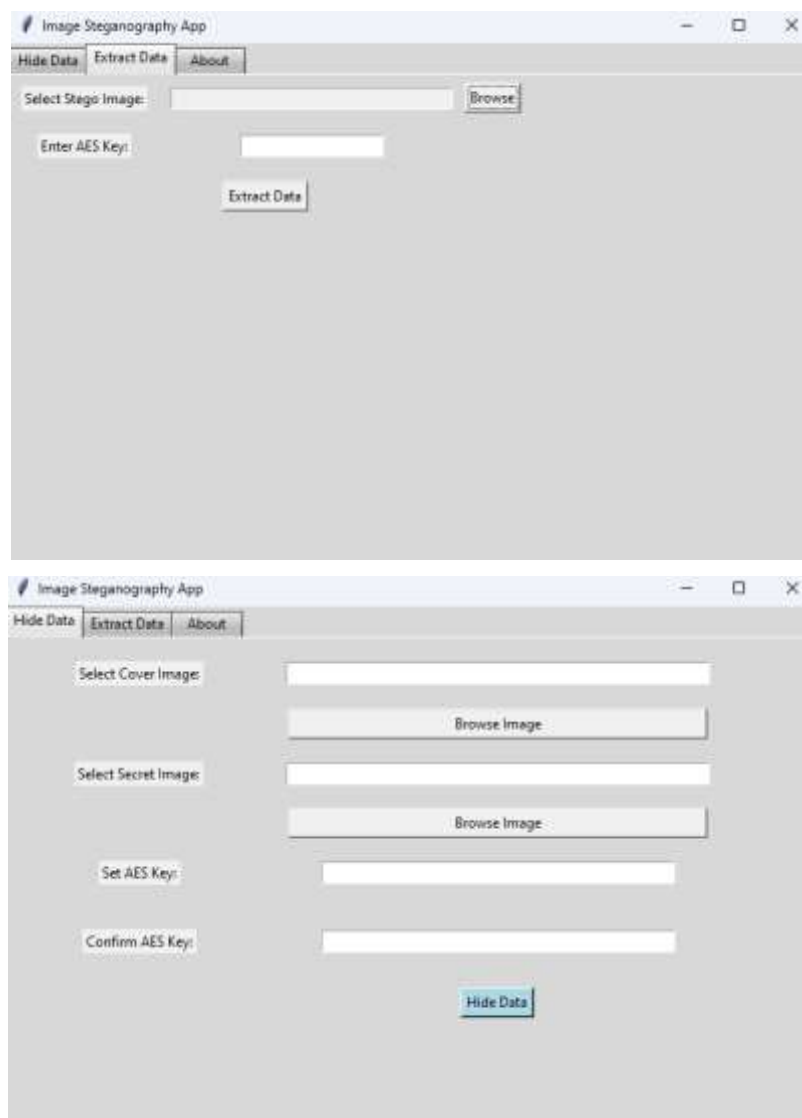 Image Steganography App
Hide Data Extract Data About
Select Stego Image: Browse
Enter AES Key:
Extract Data
Image Steganography App
Hide Data Extract Data About
Select Cover Image:
Browse Image
Select Secret Image:
Browse Image
Set AES Key:
Confirm AES Key:
Hide Data